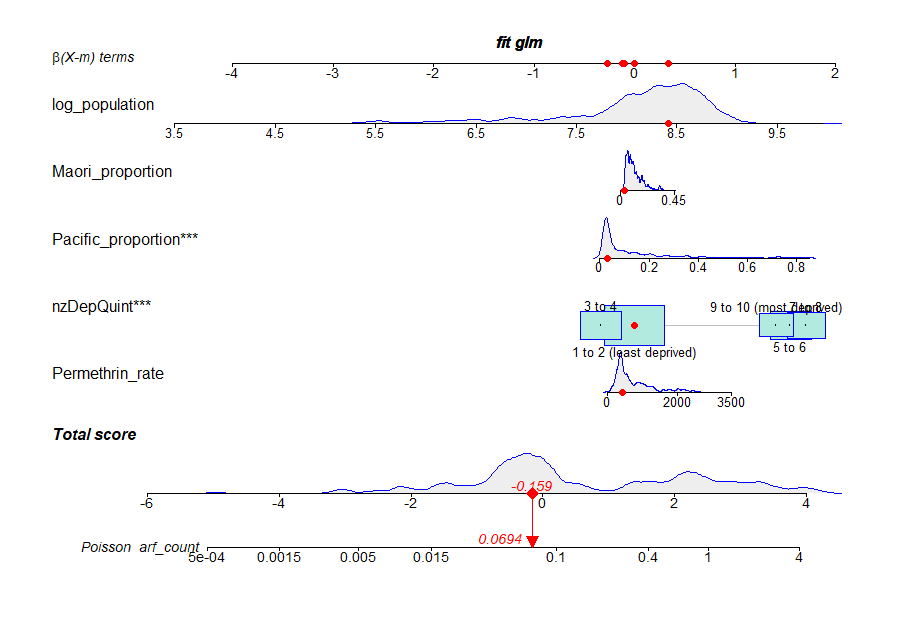 fit glm
β(X-m) terms
-4 -3 -2 -1 0 1 2
log_population
3.5 4.5 5.5 6.5 7.5 8.5 9.5
Maori_proportion
0 0.45
Pacific_proportion***
0 0.2 0.4 0.6 0.8
nzDepQuint***
3 to 4 9 to 10 (most deprived) 7 to 8
1 to 2 (least deprived) 5 to 6
Permethrin_rate
0 2000 3500
Total score
-0.159
-6 -4 -2 0 2 4
0.0694
Poisson arf_count
5e-04 0.0015 0.005 0.015 0.1 0.4 1 4